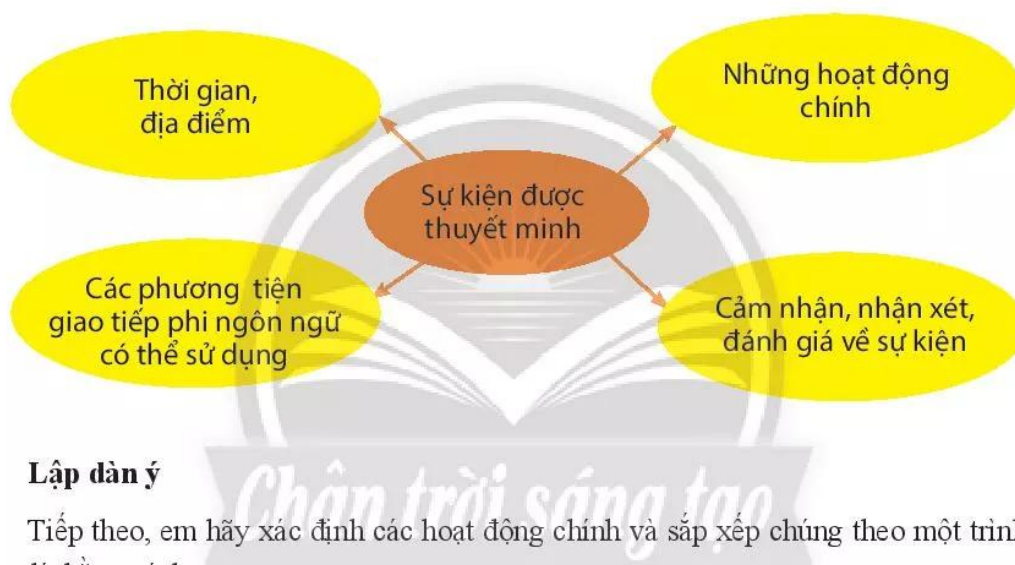 Thời gian,
địa điểm
Những hoạt động
chính
Sự kiện được
thuyết minh
Các phương tiện
giao tiếp phi ngôn ngữ
có thể sử dụng
Cảm nhận, nhận xét,
đánh giá về sự kiện
Lập dàn ý
Chân trời sáng tạo
Tiếp theo, em hãy xác định các hoạt động chính và sắp xếp chúng theo một